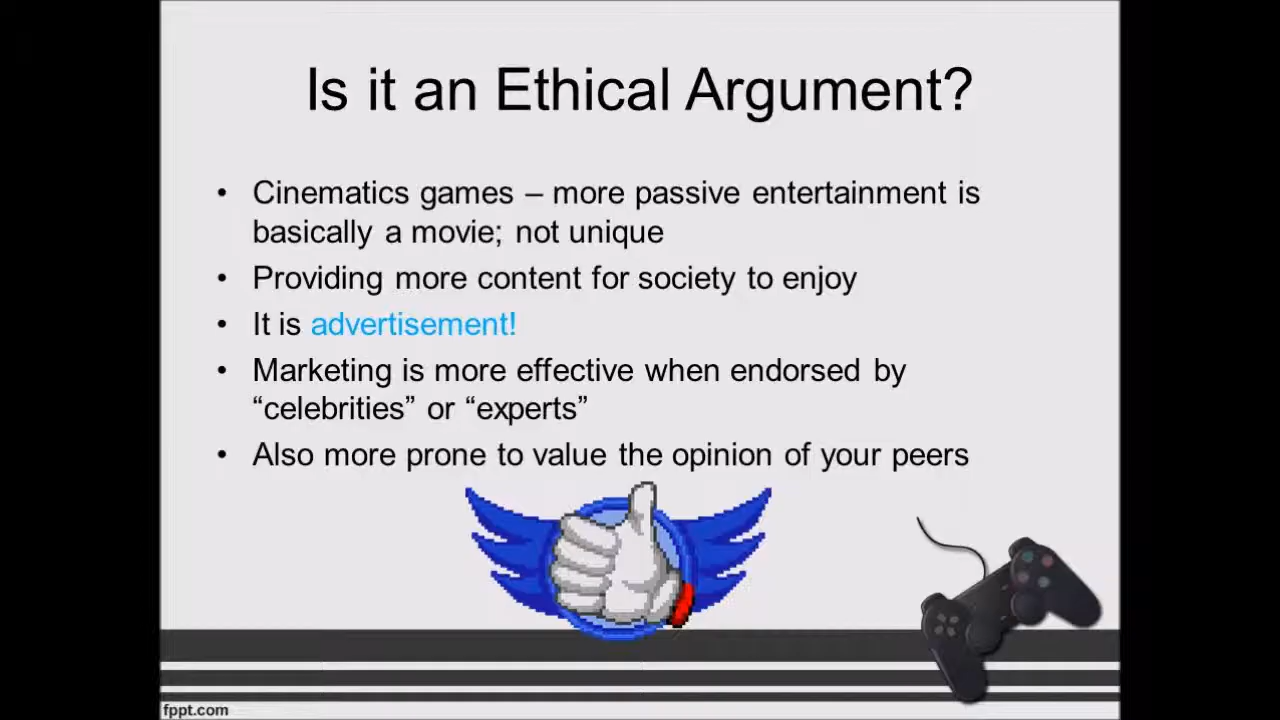 Is it an Ethical Argument?
• Cinematics games – more passive entertainment is
basically a movie; not unique
• Providing more content for society to enjoy
• It is advertisement!
• Marketing is more effective when endorsed by
“celebrities” or “experts”
• Also more prone to value the opinion of your peers
fppt.com